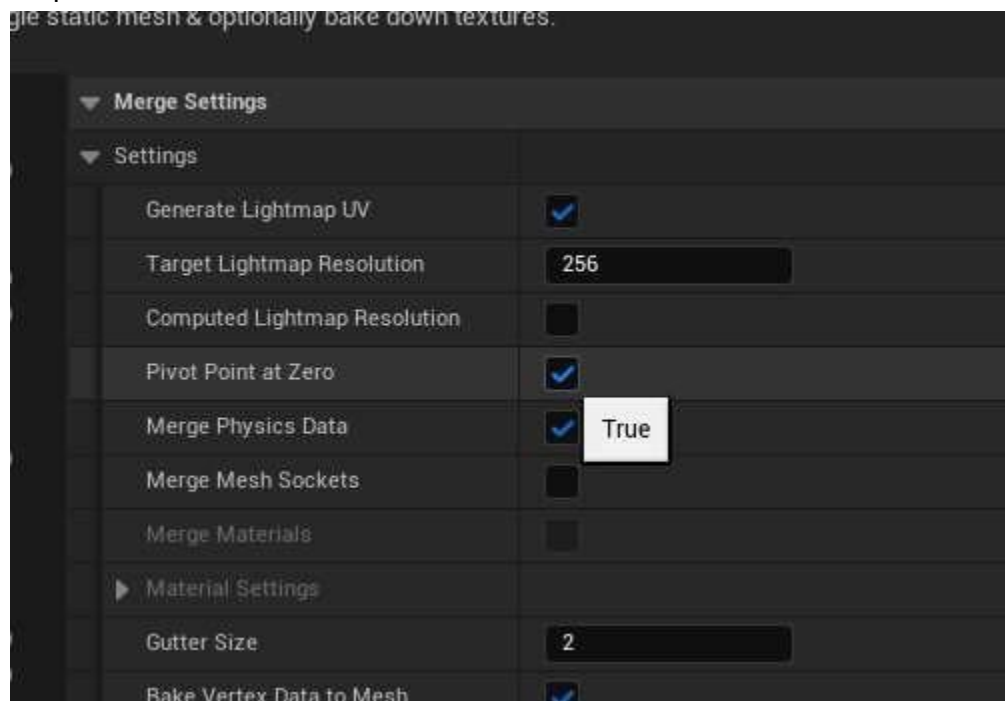 gle static mesh & optionally bake down textures.
Merge Settings
Settings
Generate Lightmap UV
Target Lightmap Resolution 256
Computed Lightmap Resolution
Pivot Point at Zero
Merge Physics Data True
Merge Mesh Sockets
Merge Materials
Material Settings
Gutter Size 2
Bake Vertex Data to Mesh